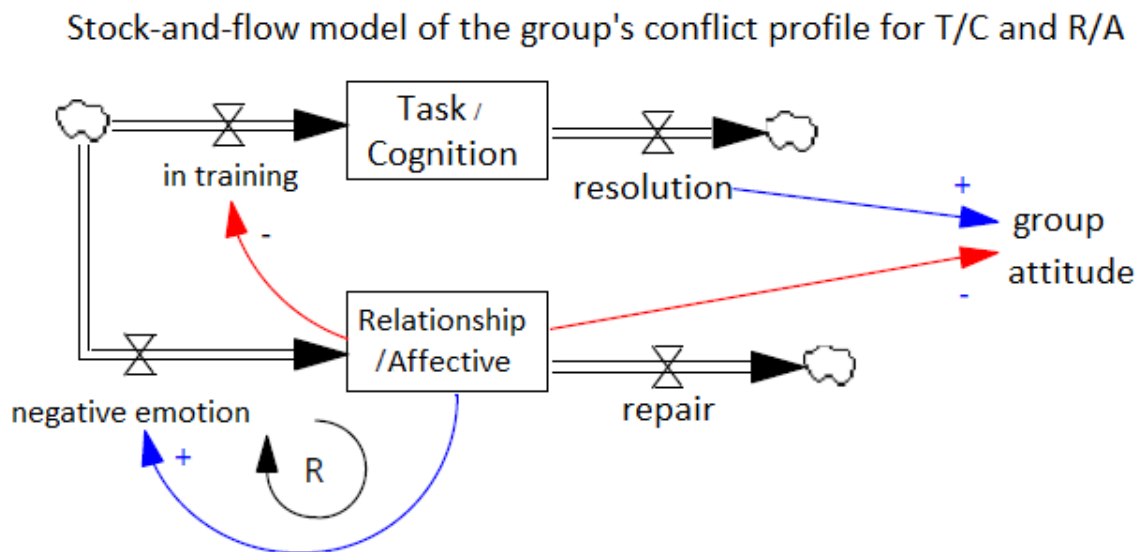 Stock-and-flow model of the group's conflict profile for T/C and R/A
Task /
Cognition
in training
resolution
+
group
attitude
-
-
Relationship
/Affective
negative emotion
+
R
repair